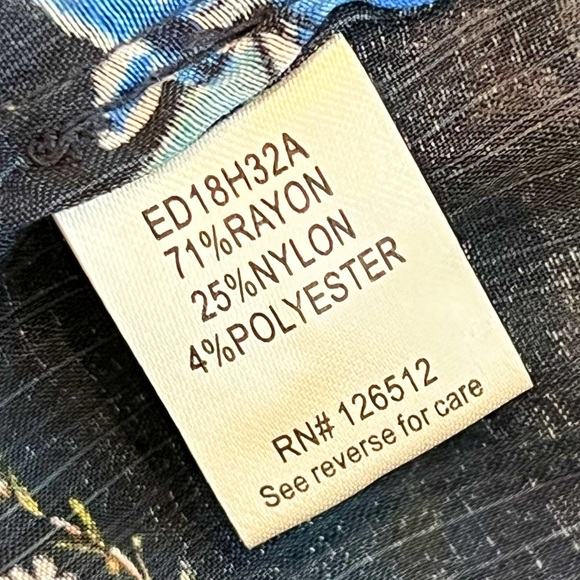 ED18H32A
71%RAYON
25%NYLON
4%POLYESTER
RN# 126512
See reverse for care